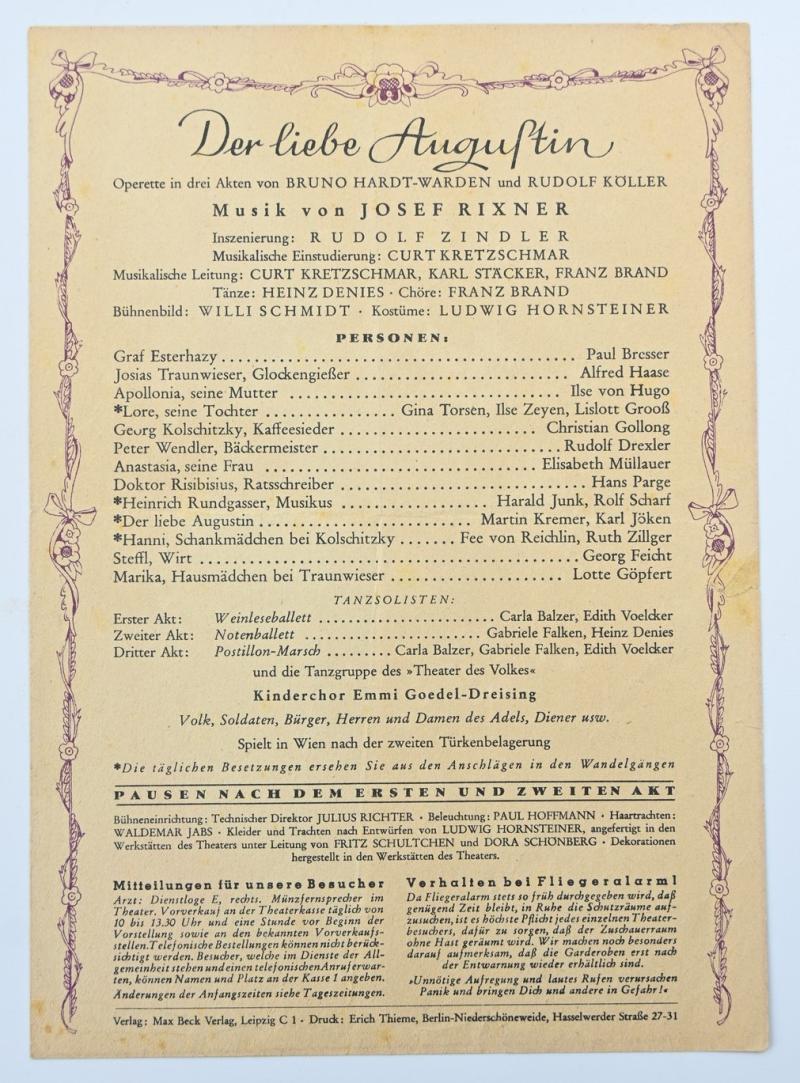 Der liebe Augustin
Operette in drei Akten von BRUNO HARDT-WARDEN und RUDOLF KÖLLER
Musik von JOSEF RIXNER
Inszenierung: RUDOLF ZINDLER
Musikalische Einstudierung: CURT KRETZSCHMAR
Musikalische Leitung: CURT KRETZSCHMAR, KARL STÄCKER, FRANZ BRAND
Tänze: HEINZ DENIES · Chöre: FRANZ BRAND
Bühnenbild: WILLI SCHMIDT · Kostüme: LUDWIG HORNSTEINER
PERSONEN:
Graf Esterhazy ........................................... Paul Bresser
Josias Traunwieser, Glockengießer .......................... Alfred Haase
Apollonia, seine Mutter .................................. Ilse von Hugo
*Lore, seine Tochter ................ Gina Torsen, Ilse Zeyen, Lislott Grooß
Georg Kolschitzky, Kaffeesieder ........................ Christian Gollong
Peter Wendler, Bäckermeister ............................. Rudolf Drexler
Anastasia, seine Frau ................................. Elisabeth Müllauer
Doktor Risibisius, Ratsschreiber .............................. Hans Parge
*Heinrich Rundgasser, Musikus .................. Harald Junk, Rolf Scharf
*Der liebe Augustin .......................... Martin Kremer, Karl Jöken
*Hanni, Schankmädchen bei Kolschitzky ....... Fee von Reichlin, Ruth Zillger
Steffl, Wirt .............................................. Georg Feicht
Marika, Hausmädchen bei Traunwieser ..................... Lotte Göpfert
TANZSOLISTEN:
Erster Akt: Weinleseballett ........................ Carla Balzer, Edith Voelcker
Zweiter Akt: Notenballett ........................ Gabriele Falken, Heinz Denies
Dritter Akt: Postillon-Marsch ......... Carla Balzer, Gabriele Falken, Edith Voelcker
und die Tanzgruppe des »Theater des Volkes«
Kinderchor Emmi Goedel-Dreising
Volk, Soldaten, Bürger, Herren und Damen des Adels, Diener usw.
Spielt in Wien nach der zweiten Türkenbelagerung
*Die täglichen Besetzungen ersehen Sie aus den Anschlägen in den Wandelgängen
PAUSEN NACH DEM ERSTEN UND ZWEITEN AKT
Bühneneinrichtung: Technischer Direktor JULIUS RICHTER · Beleuchtung: PAUL HOFFMANN · Haartrachten:
WALDEMAR JABS · Kleider und Trachten nach Entwürfen von LUDWIG HORNSTEINER, angefertigt in den
Werkstätten des Theaters unter Leitung von FRITZ SCHULTCHEN und DORA SCHÖNBERG · Dekorationen
hergestellt in den Werkstätten des Theaters.
Mitteilungen für unsere Besucher
Arzt: Dienstloge E, rechts. Münzfernsprecher im
Theater. Vorverkauf an der Theaterkasse täglich von
10 bis 13.30 Uhr und eine Stunde vor Beginn der
Vorstellung sowie an den bekannten Vorverkaufs-
stellen. Telefonische Bestellungen können nicht berück-
sichtigt werden. Besucher, welche im Dienste der All-
gemeinheit stehen und einen telefonischen Anruf erwar-
ten, können Namen und Platz an der Kasse I angeben.
Änderungen der Anfangszeiten siehe Tageszeitungen.
Verhalten bei Fliegeralarm!
Da Fliegeralarm stets so früh durchgegeben wird, daß
genügend Zeit bleibt, in Ruhe die Schutzräume auf-
zusuchen, ist es höchste Pflicht jedes einzelnen Theater-
besuchers, dafür zu sorgen, daß der Zuschauerraum
ohne Hast geräumt wird. Wir machen noch besonders
darauf aufmerksam, daß die Garderoben erst nach
der Entwarnung wieder erhältlich sind.
»Unnötige Aufregung und lautes Rufen verursachen
Panik und bringen Dich und andere in Gefahr!«
Verlag: Max Beck Verlag, Leipzig C 1 · Druck: Erich Thieme, Berlin-Niederschöneweide, Hasselwerder Straße 27-31